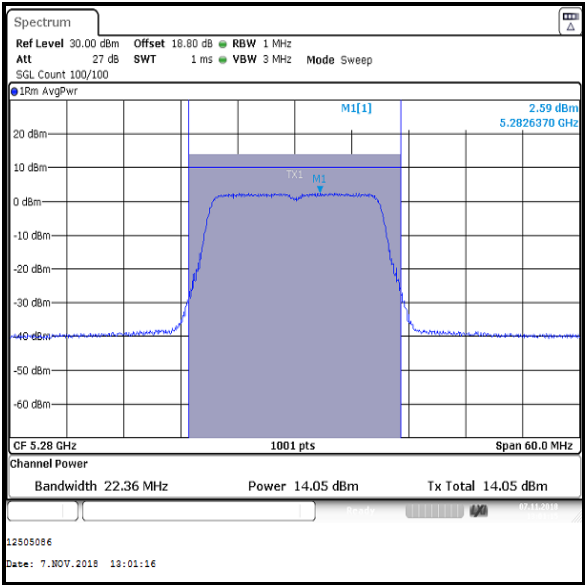 Spectrum
Ref Level 30.00 dBm Offset 18.80 dB RBW 1 MHz
Att 27 dB SWT 1 ms VBW 3 MHz Mode Sweep
SGL Count 100/100
1Rm AvgPwr
M1[1] 2.59 dBm
5.2826370 GHz
20 dBm
10 dBm
TX1 M1
0 dBm
-10 dBm
-20 dBm
-30 dBm
-40 dBm
-50 dBm
-60 dBm
CF 5.28 GHz 1001 pts Span 60.0 MHz
Channel Power
Bandwidth 22.36 MHz Power 14.05 dBm Tx Total 14.05 dBm
Ready 07.11.2018
12505086
Date: 7.NOV.2018 13:01:16